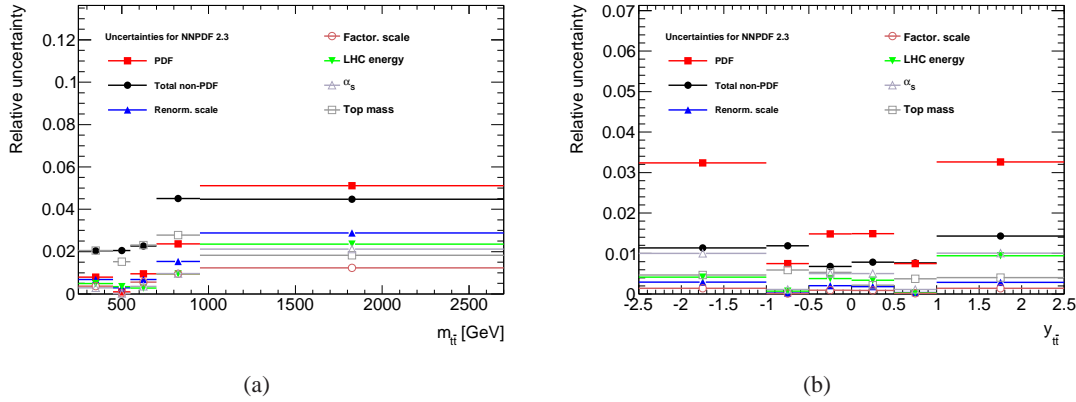 Relative uncertainty
0.12
0.1
0.08
0.06
0.04
0.02
0
Uncertainties for NNPDF 2.3
PDF
Total non-PDF
Renorm. scale
Factor. scale
LHC energy
αs
Top mass
500
1000
1500
2000
2500
m tt̄ [GeV]
(a)
Relative uncertainty
0.07
0.06
0.05
0.04
0.03
0.02
0.01
0
Uncertainties for NNPDF 2.3
PDF
Total non-PDF
Renorm. scale
Factor. scale
LHC energy
αs
Top mass
-2.5 -2 -1.5 -1 -0.5 0 0.5 1 1.5 2 2.5
y tt̄
(b)